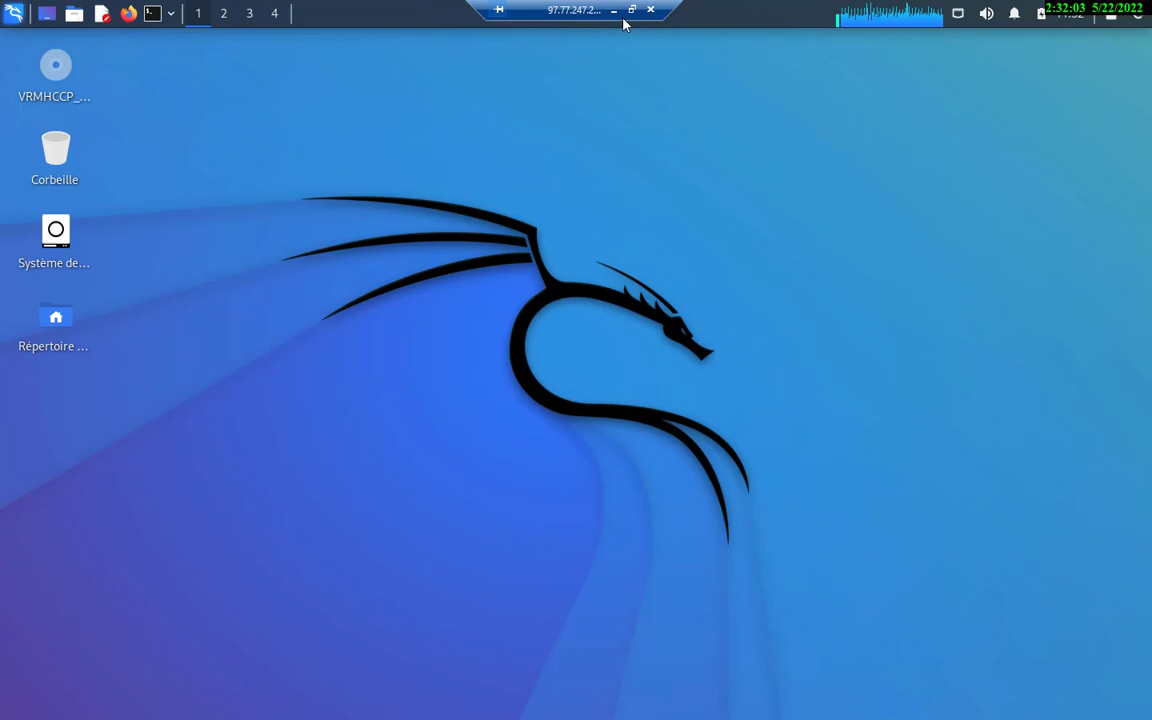 1 2 3 4
97.77.247.2...
2:32:03 5/22/2022
VRMHCCP_...
Corbeille
Système de...
Répertoire ...